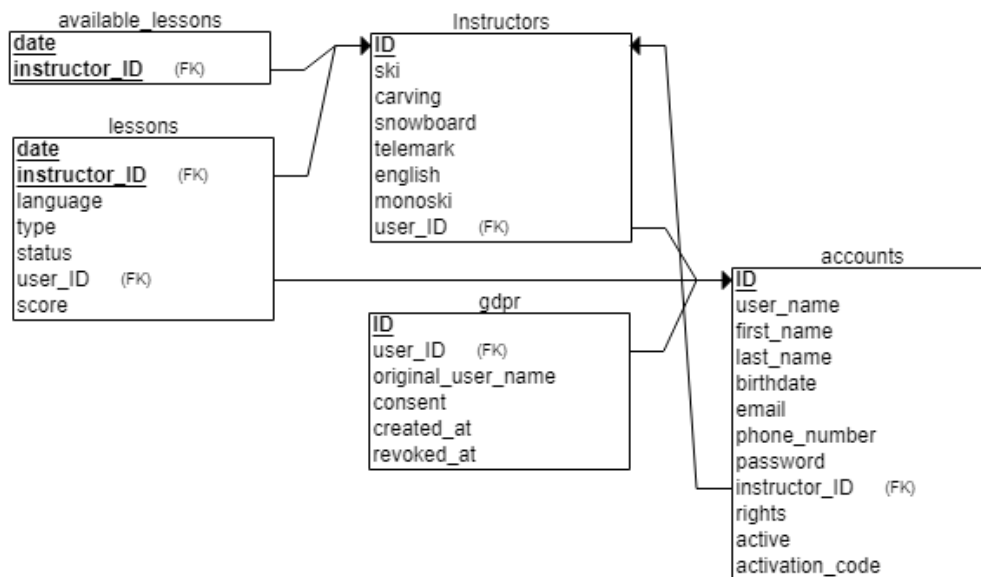 available_lessons
date
instructor_ID (FK)
lessons
date
instructor_ID (FK)
language
type
status
user_ID (FK)
score
Instructors
ID
ski
carving
snowboard
telemark
english
monoski
user_ID (FK)
gdpr
ID
user_ID (FK)
original_user_name
consent
created_at
revoked_at
accounts
ID
user_name
first_name
last_name
birthdate
email
phone_number
password
instructor_ID (FK)
rights
active
activation_code